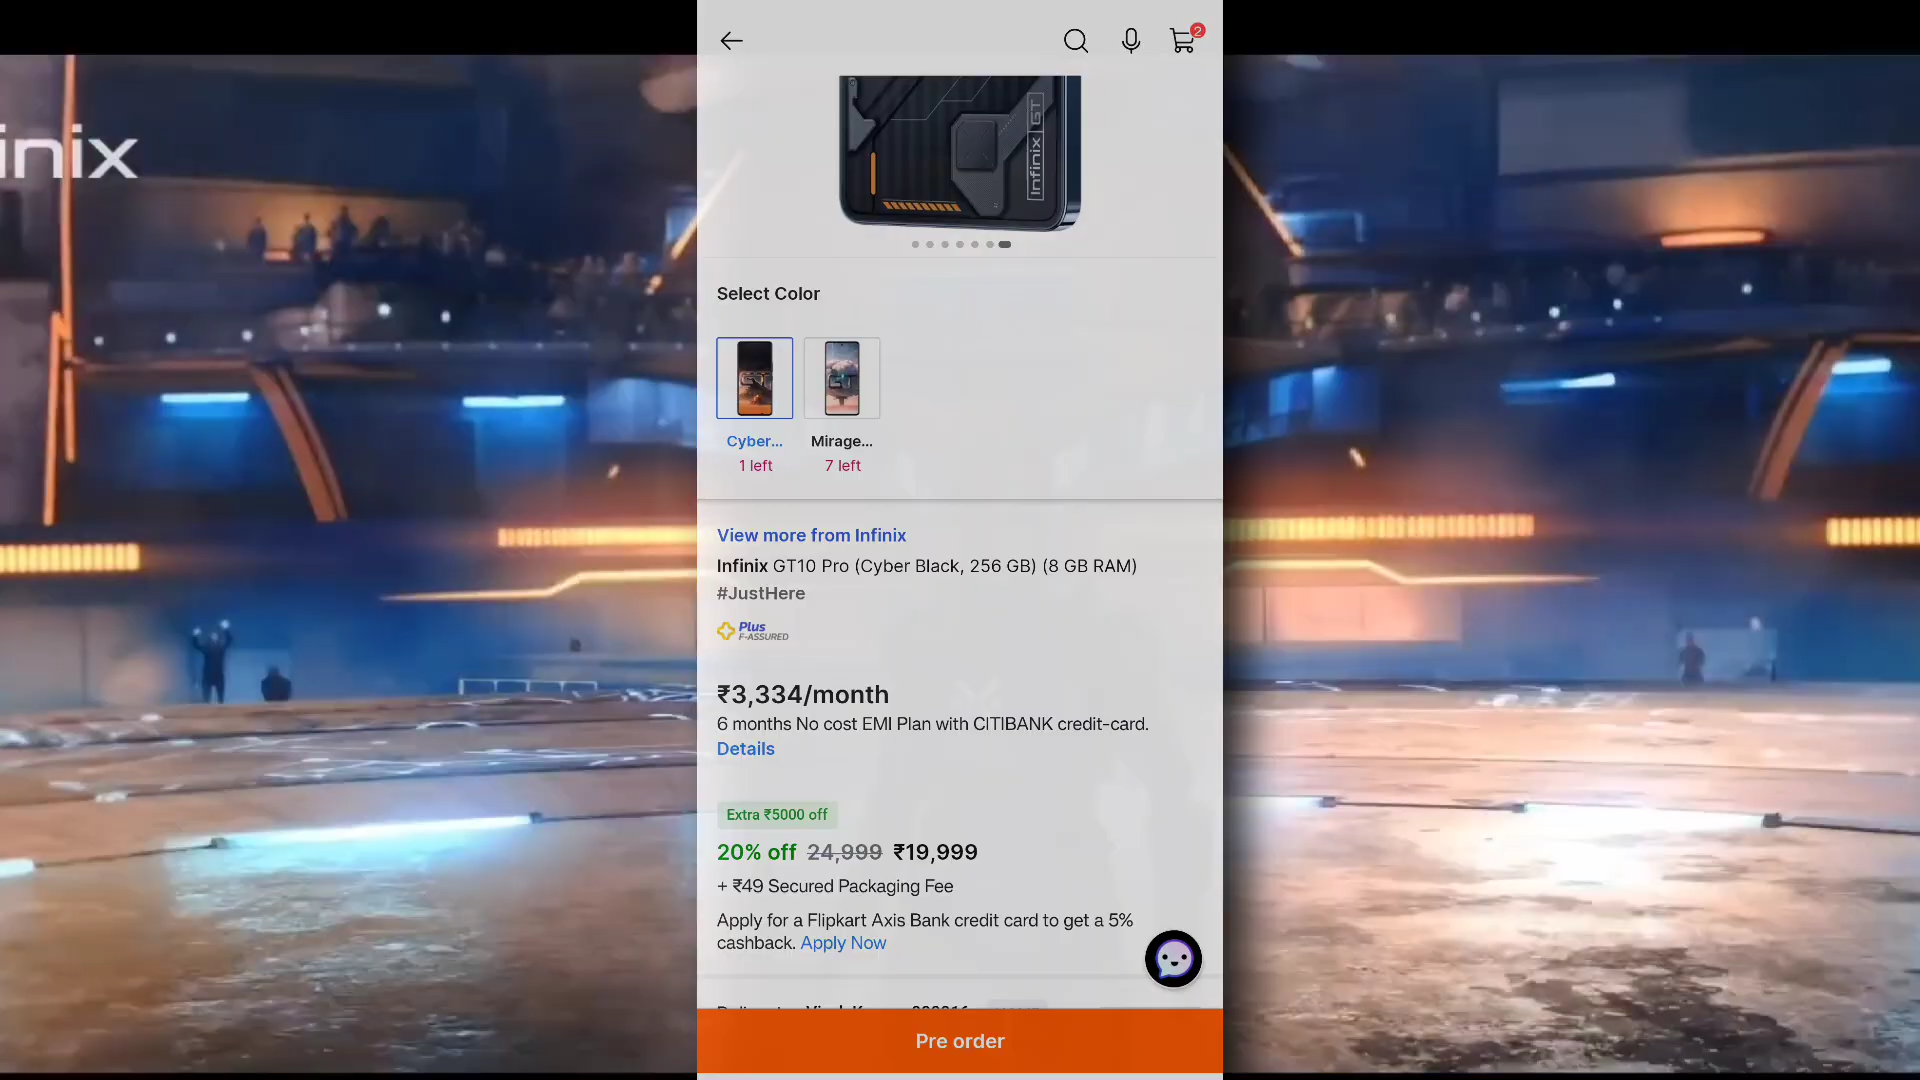 inix
2
Infinix GT
Select Color
GT
GT
Cyber...
Mirage...
1 left
7 left
View more from Infinix
Infinix GT10 Pro (Cyber Black, 256 GB) (8 GB RAM)
#JustHere
Plus
F-ASSURED
₹3,334/month
6 months No cost EMI Plan with CITIBANK credit-card.
Details
Extra ₹5000 off
20% off 24,999 ₹19,999
+ ₹49 Secured Packaging Fee
Apply for a Flipkart Axis Bank credit card to get a 5%
cashback. Apply Now
Pre order